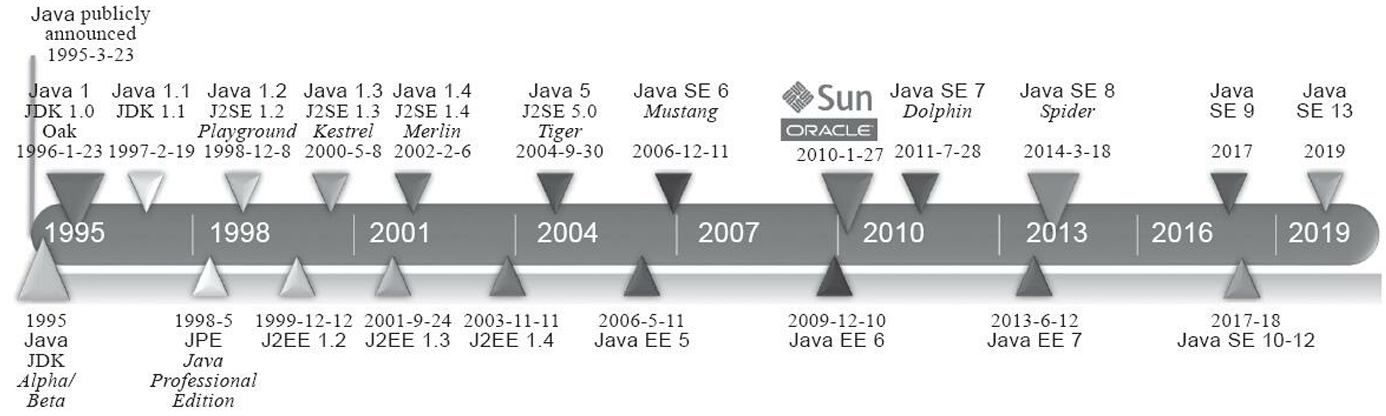 Java publicly
announced
1995-3-23
Java 1
JDK 1.0
Oak
1996-1-23
Java 1.1
JDK 1.1
1997-2-19
Java 1.2
J2SE 1.2
Playground
1998-12-8
Java 1.3
J2SE 1.3
Kestrel
2000-5-8
Java 1.4
J2SE 1.4
Merlin
2002-2-6
Java 5
J2SE 5.0
Tiger
2004-9-30
Java SE 6
Mustang
2006-12-11
Sun
ORACLE
2010-1-27
Java SE 7
Dolphin
2011-7-28
Java SE 8
Spider
2014-3-18
Java
SE 9
2017
Java
SE 13
2019
1995
1998
2001
2004
2007
2010
2013
2016
2019
1995
Java
JDK
Alpha/
Beta
1998-5
JPE
Java
Professional
Edition
1999-12-12
J2EE 1.2
2001-9-24
J2EE 1.3
2003-11-11
J2EE 1.4
2006-5-11
Java EE 5
2009-12-10
Java EE 6
2013-6-12
Java EE 7
2017-18
Java SE 10-12